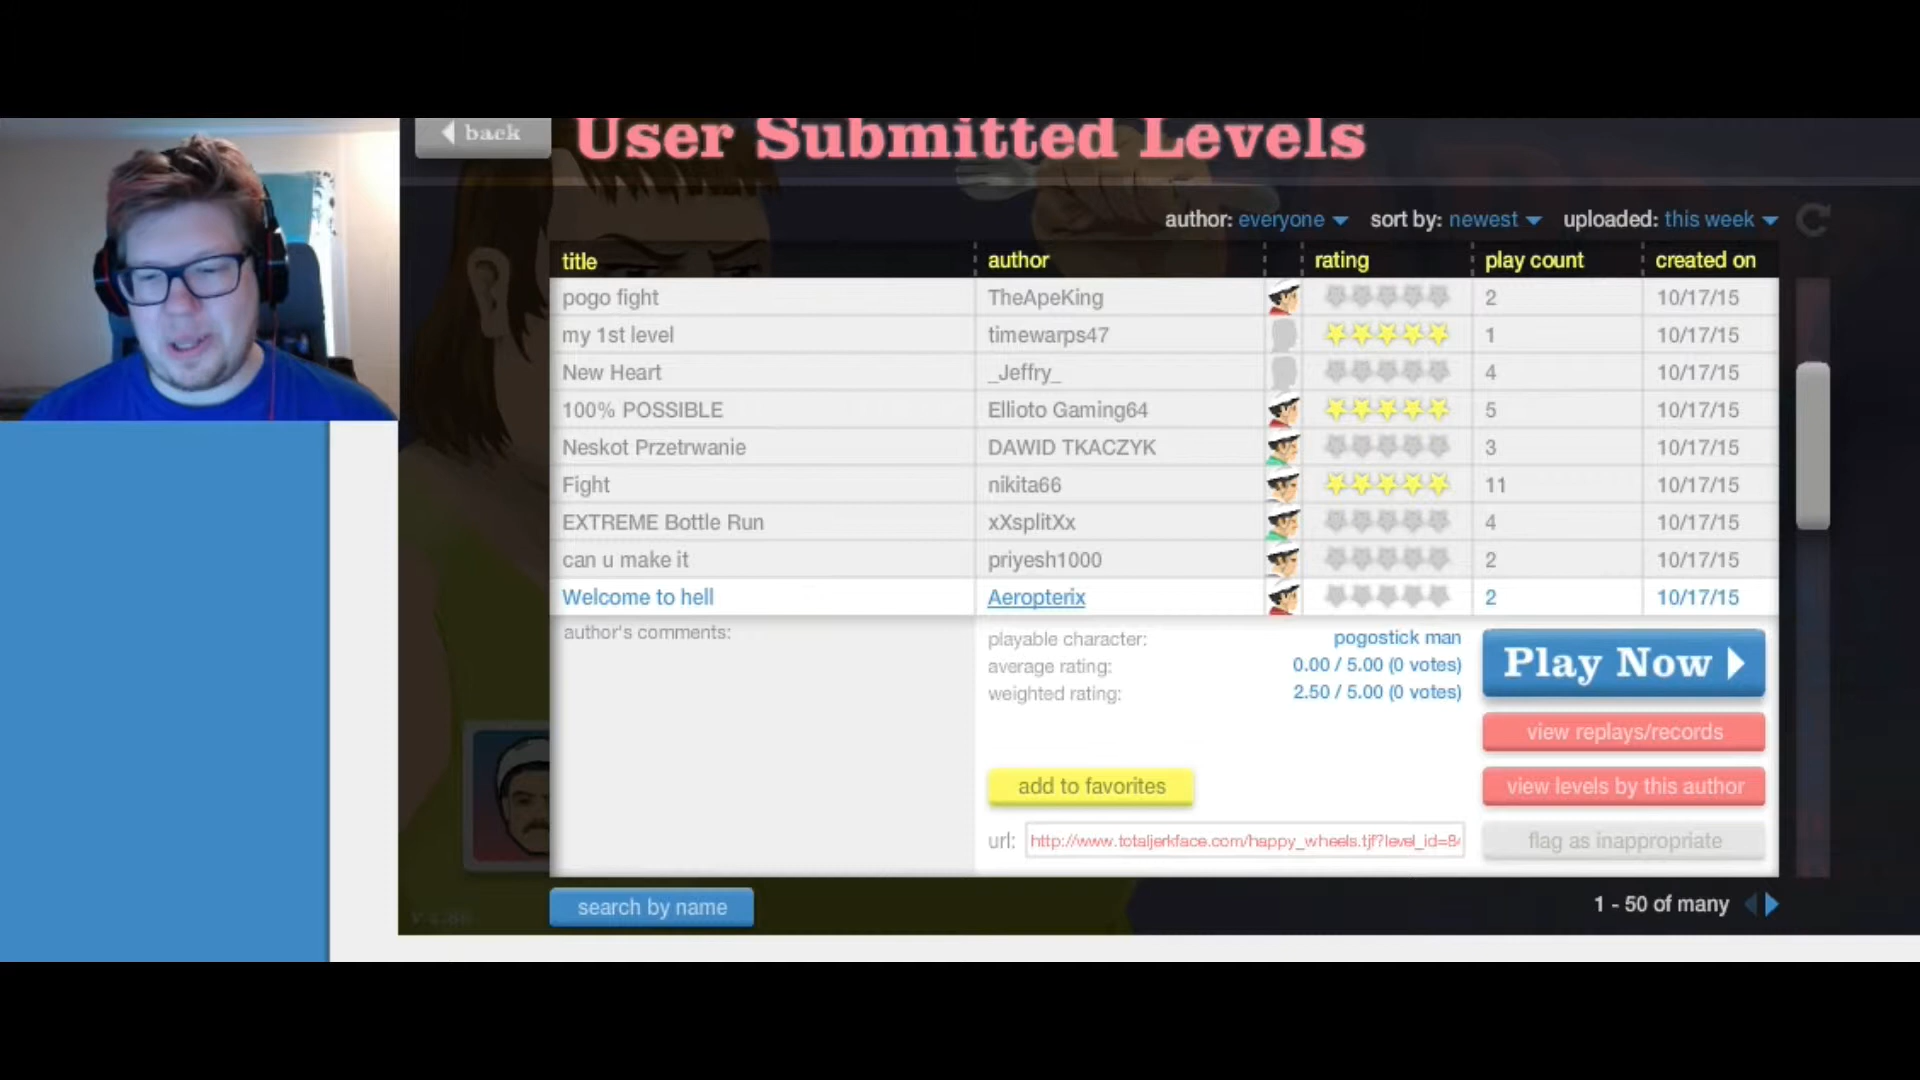 back
User Submitted Levels
author: everyone sort by: newest uploaded: this week
title author rating play count created on
pogo fight TheApeKing 2 10/17/15
my 1st level timewarps47 1 10/17/15
New Heart _Jeffry_ 4 10/17/15
100% POSSIBLE Ellioto Gaming64 5 10/17/15
Neskot Przetrwanie DAWID TKACZYK 3 10/17/15
Fight nikita66 11 10/17/15
EXTREME Bottle Run xXsplitXx 4 10/17/15
can u make it priyesh1000 2 10/17/15
Welcome to hell Aeropterix 2 10/17/15
author's comments:
playable character: pogostick man
average rating: 0.00 / 5.00 (0 votes)
weighted rating: 2.50 / 5.00 (0 votes)
Play Now
view replays/records
add to favorites
view levels by this author
url: http://www.totaljerkface.com/happy_wheels.tjf?level_id=8
flag as inappropriate
search by name
1 - 50 of many